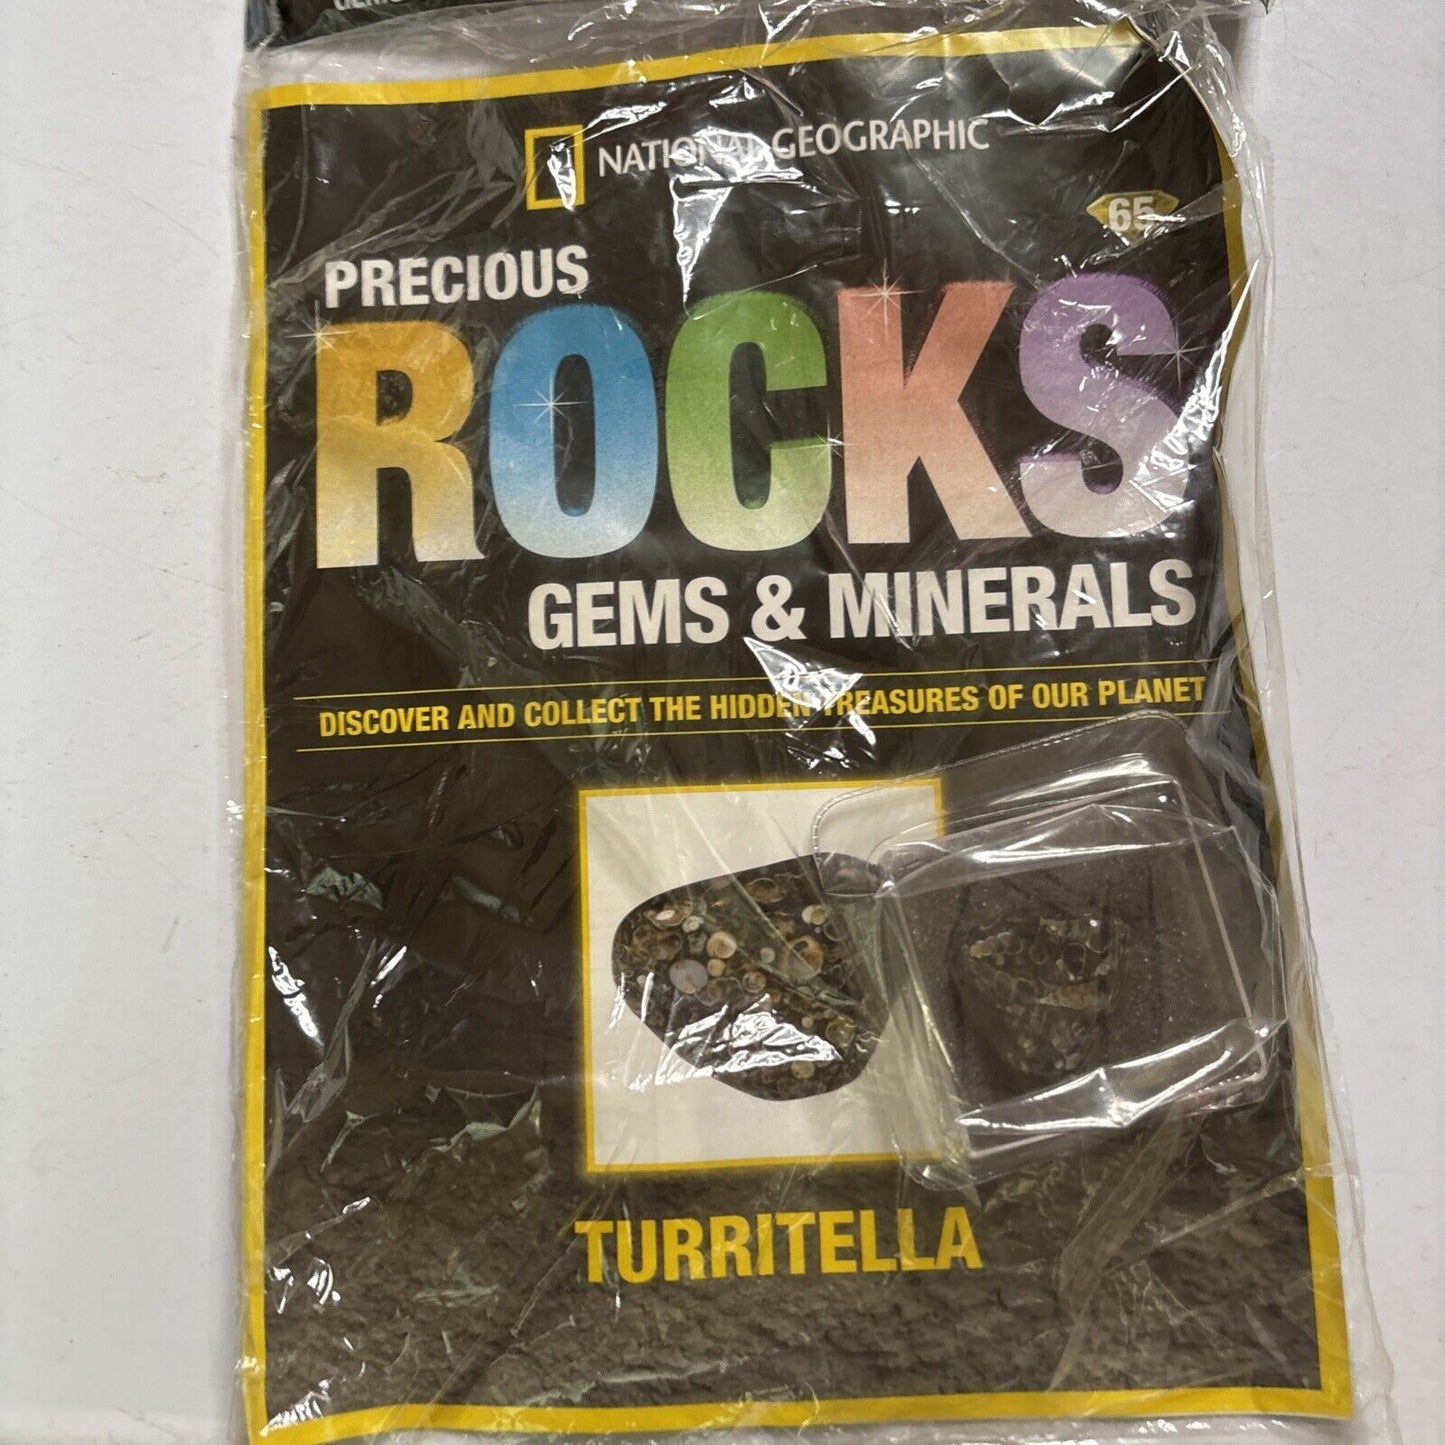 NATIONAL GEOGRAPHIC
65
PRECIOUS
ROCKS
GEMS & MINERALS
DISCOVER AND COLLECT THE HIDDEN TREASURES OF OUR PLANET
TURRITELLA